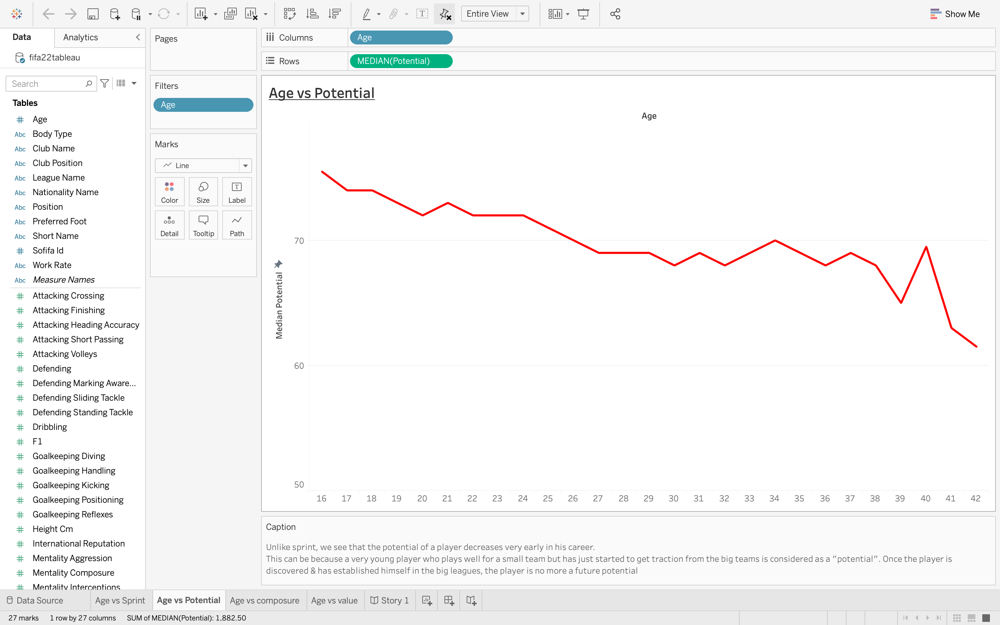 Entire View
Show Me
Data
Analytics
fifa22tableau
Search
Tables
Age
Abc Body Type
Abc Club Name
Abc Club Position
Abc League Name
Abc Nationality Name
Abc Position
Abc Preferred Foot
Abc Short Name
Sofifa Id
Abc Work Rate
Abc Measure Names
Attacking Crossing
Attacking Finishing
Attacking Heading Accuracy
Attacking Short Passing
Attacking Volleys
Defending
Defending Marking Aware...
Defending Sliding Tackle
Defending Standing Tackle
Dribbling
F1
Goalkeeping Diving
Goalkeeping Handling
Goalkeeping Kicking
Goalkeeping Positioning
Goalkeeping Reflexes
Height Cm
International Reputation
Mentality Aggression
Mentality Composure
Mentality Interceptions
Pages
Filters
Age
Marks
Line
Color Size Label
Detail Tooltip Path
Columns Age
Rows MEDIAN(Potential)
Age vs Potential
Age
Median Potential
70
60
50
16 17 18 19 20 21 22 23 24 25 26 27 28 29 30 31 32 33 34 35 36 37 38 39 40 41 42
Caption
Unlike sprint, we see that the potential of a player decreases very early in his career.
This can be because a very young player who plays well for a small team but has just started to get traction from the big teams is considered as a "potential". Once the player is
discovered & has established himself in the big leagues, the player is no more a future potential
Data Source Age vs Sprint Age vs Potential Age vs composure Age vs value Story 1
27 marks 1 row by 27 columns SUM of MEDIAN(Potential): 1,882.50